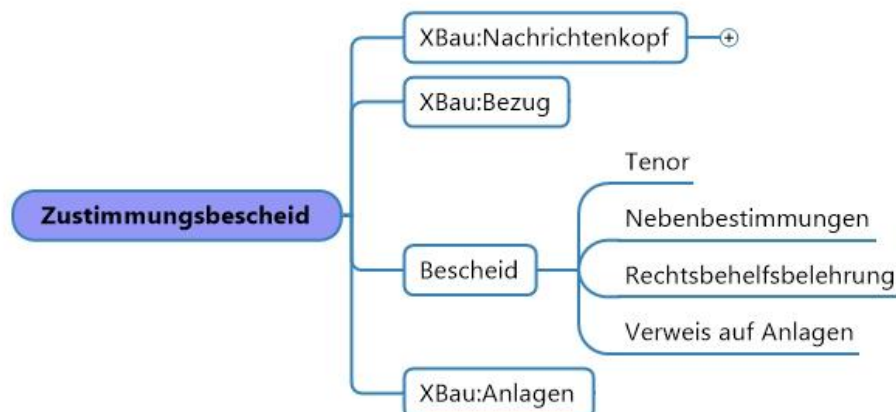 Zustimmungsbescheid
XBau:Nachrichtenkopf
XBau:Bezug
Bescheid
Tenor
Nebenbestimmungen
Rechtsbehelfsbelehrung
Verweis auf Anlagen
XBau:Anlagen